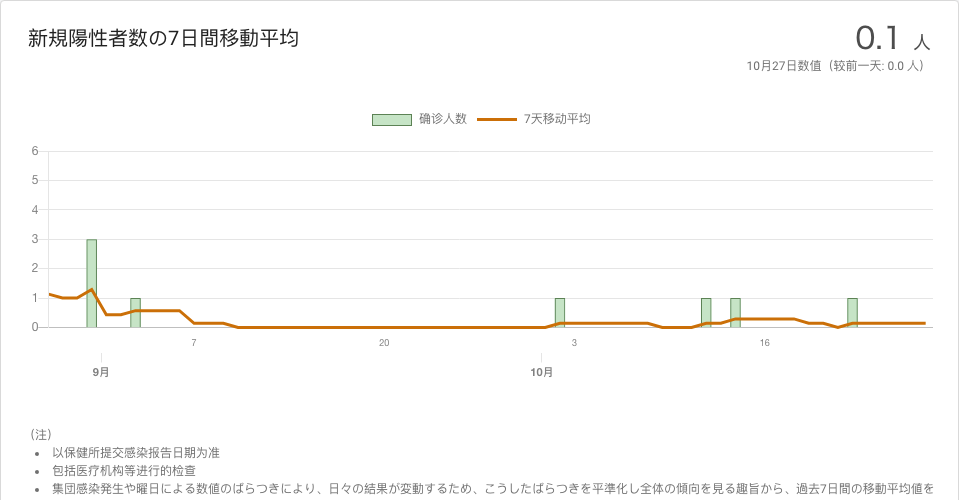 新規陽性者数の7日間移動平均
0.1 人
10月27日数值（较前一天: 0.0 人）
确诊人数 7天移动平均
6
5
4
3
2
1
0
7 20 3 16
9月 10月
（注）
• 以保健所提交感染报告日期为准
• 包括医疗机构等进行的检查
• 集団感染発生や曜日による数値のばらつきにより、日々の結果が変動するため、こうしたばらつきを平準化し全体の傾向を見る趣旨から、過去7日間の移動平均値を